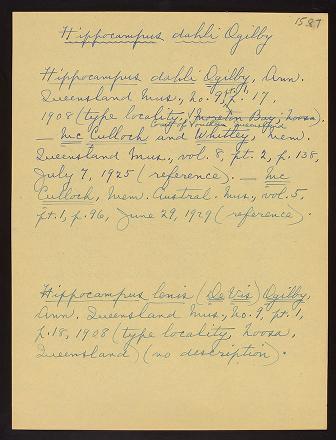 1587
Hippocampus dahli Ogilby
Hippocampus dahli Ogilby, Ann.
Queensland Mus., no. 9, pt. 1, p. 17,
1908 (type locality, Moreton Bay; Noosa).
McCulloch and Whitley, Mem.
Queensland Mus., vol. 8, pt. 2, p. 138,
July 7, 1925 (reference). — Mc
Culloch, Mem. Austral. Mus., vol. 5,
pt. 1, p. 96, June 29, 1929 (reference).
Hippocampus lenis (De Vis) Ogilby,
Ann. Queensland Mus., no. 9, pt. 1,
p. 18, 1908 (type locality, Noosa,
Queensland) (no description).